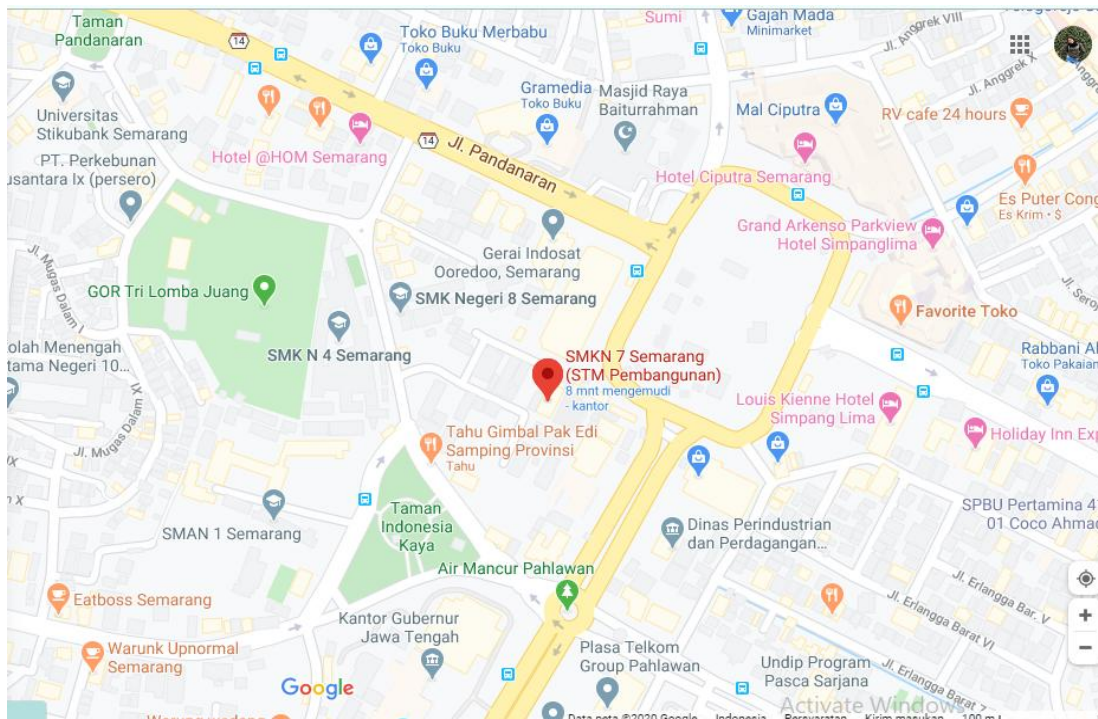 Taman
Pandanaran
14
Toko Buku Merbabu
Toko Buku
Sumi
Gajah Mada
Minimarket
Jl. Anggrek VIII
Jl. Anggrek X
Universitas
Stikubank Semarang
Gramedia
Toko Buku
Masjid Raya
Baiturrahman
Mal Ciputra
RV cafe 24 hours
Hotel @HOM Semarang
14
Jl. Pandanaran
PT. Perkebunan
usantara Ix (persero)
Hotel Ciputra Semarang
Es Puter Cong
Es Krim • $
Grand Arkenso Parkview
Hotel Simpanglima
Gerai Indosat
Ooredoo, Semarang
Jl. Mugas Dalam I
GOR Tri Lomba Juang
SMK Negeri 8 Semarang
Jl. Seroj
Favorite Toko
SMK N 4 Semarang
olah Menengah
tama Negeri 10...
SMKN 7 Semarang
(STM Pembangunan)
8 mnt mengemudi
- kantor
Rabbani Al
Toko Pakaian
Louis Kienne Hotel
Simpang Lima
Holiday Inn Exp
Jl. Mugas Dalam IX
IX
Tahu Gimbal Pak Edi
Samping Provinsi
Tahu
SMAN 1 Semarang
Taman
Indonesia
Kaya
SPBU Pertamina 4
01 Coco Ahmad
Dinas Perindustrian
dan Perdagangan...
Air Mancur Pahlawan
Jl. Erlangga Bar. V
Jl. Erlangga Barat VI
Eatboss Semarang
Kantor Gubernur
Jawa Tengah
Warunk Upnormal
Semarang
Plasa Telkom
Group Pahlawan
Undip Program
Pasca Sarjana
Jl. Erlangga Barat 7
Google
Activate Windows
Data peta ©2020 Google Indonesia Persyaratan Kirim masukan 100 m